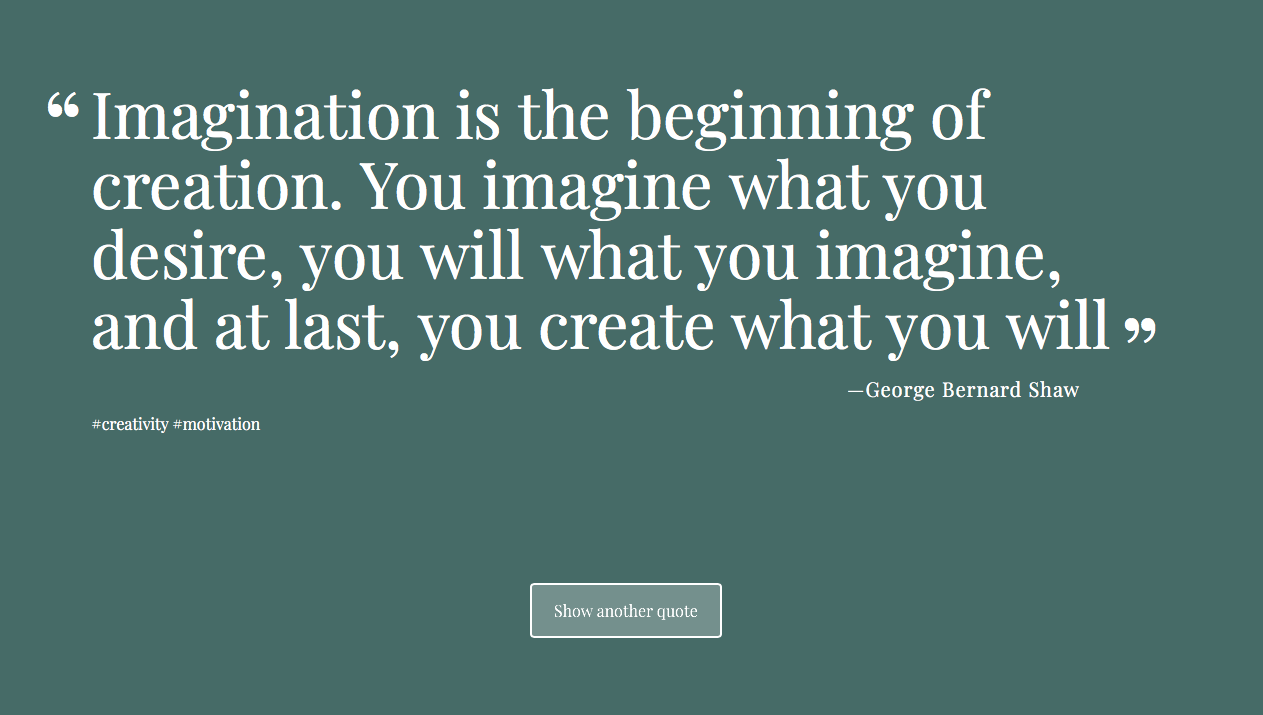 “Imagination is the beginning of
creation. You imagine what you
desire, you will what you imagine,
and at last, you create what you will”
—George Bernard Shaw
#creativity #motivation
Show another quote